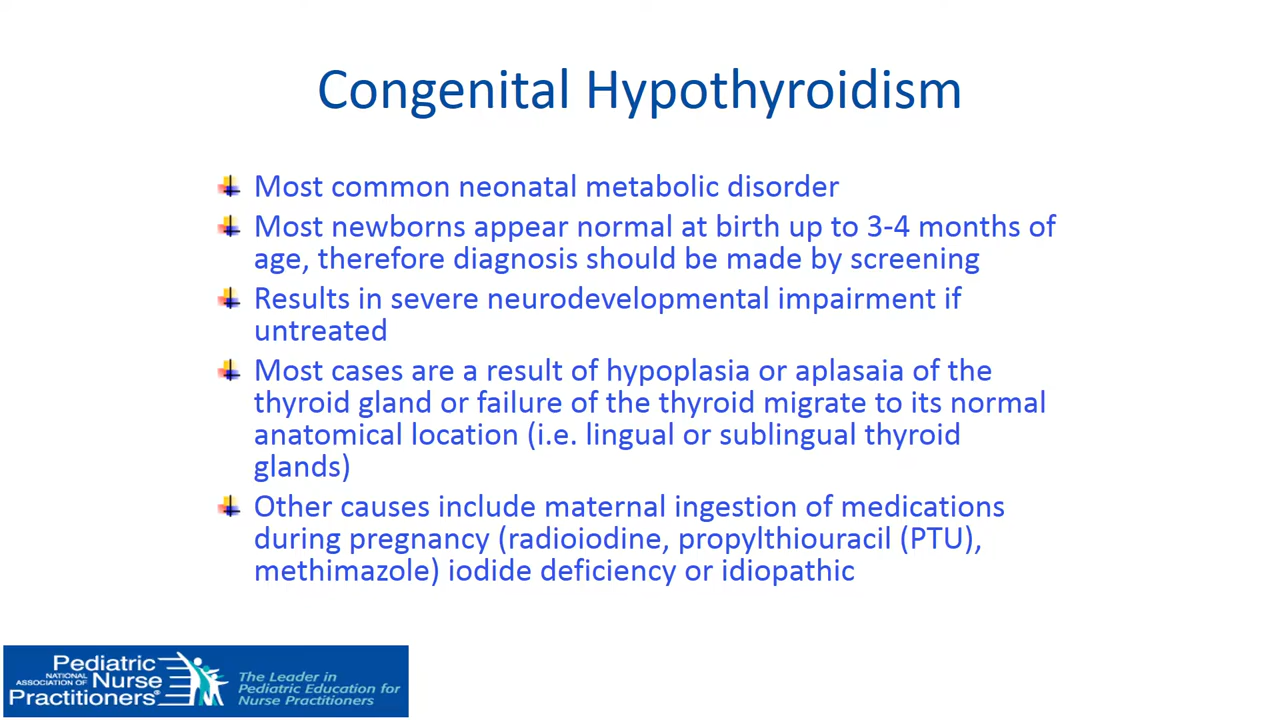 Congenital Hypothyroidism
Most common neonatal metabolic disorder
Most newborns appear normal at birth up to 3-4 months of
age, therefore diagnosis should be made by screening
Results in severe neurodevelopmental impairment if
untreated
Most cases are a result of hypoplasia or aplasaia of the
thyroid gland or failure of the thyroid migrate to its normal
anatomical location (i.e. lingual or sublingual thyroid
glands)
Other causes include maternal ingestion of medications
during pregnancy (radioiodine, propylthiouracil (PTU),
methimazole) iodide deficiency or idiopathic
Pediatric
NATIONAL ASSOCIATION OF Nurse
Practitioners®
The Leader in
Pediatric Education for
Nurse Practitioners